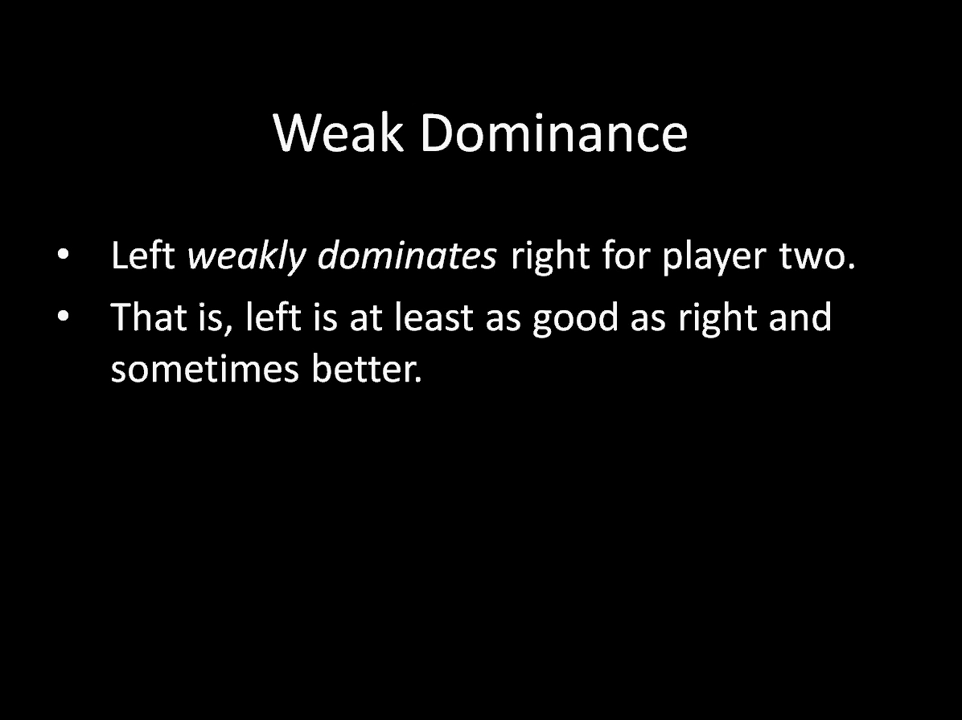 Weak Dominance
• Left weakly dominates right for player two.
• That is, left is at least as good as right and
sometimes better.